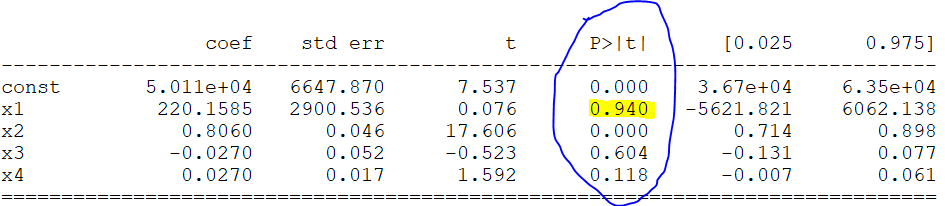 coef std err t P>|t| [0.025 0.975]
const 5.011e+04 6647.870 7.537 0.000 3.67e+04 6.35e+04
x1 220.1585 2900.536 0.076 0.940 -5621.821 6062.138
x2 0.8060 0.046 17.606 0.000 0.714 0.898
x3 -0.0270 0.052 -0.523 0.604 -0.131 0.077
x4 0.0270 0.017 1.592 0.118 -0.007 0.061